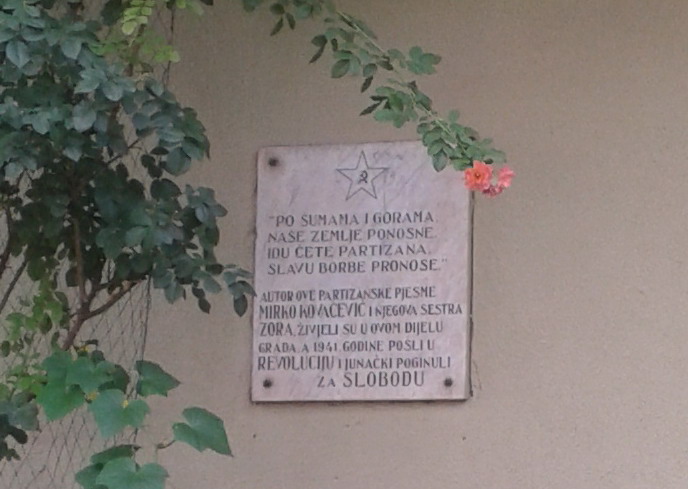 "PO ŠUMAMA I GORAMA
NAŠE ZEMLJE PONOSNE
IDU ČETE PARTIZANA,
SLAVU BORBE PRONOSE."
AUTOR OVE PARTIZANSKE PJESME
MIRKO KOVAČEVIĆ I NJEGOVA SESTRA
ZORA, ŽIVJELI SU U OVOM DIJELU
GRADA, A 1941. GODINE POŠLI U
REVOLUCIJU I JUNAČKI POGINULI
ZA SLOBODU